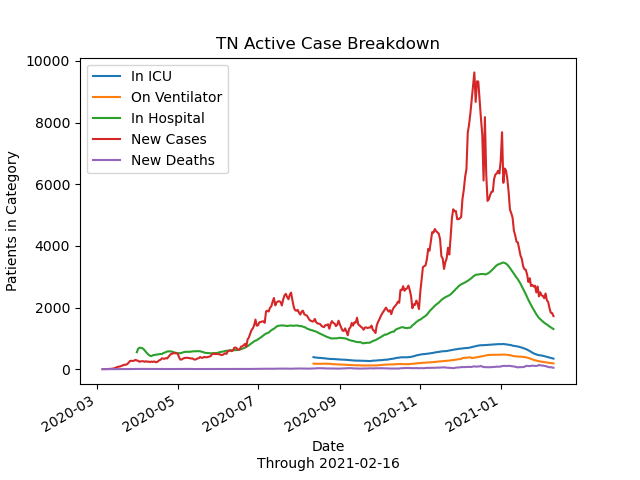 TN Active Case Breakdown
In ICU
On Ventilator
In Hospital
New Cases
New Deaths
Patients in Category
10000
8000
6000
4000
2000
0
2020-03
2020-05
2020-07
2020-09
2020-11
2021-01
Date
Through 2021-02-16